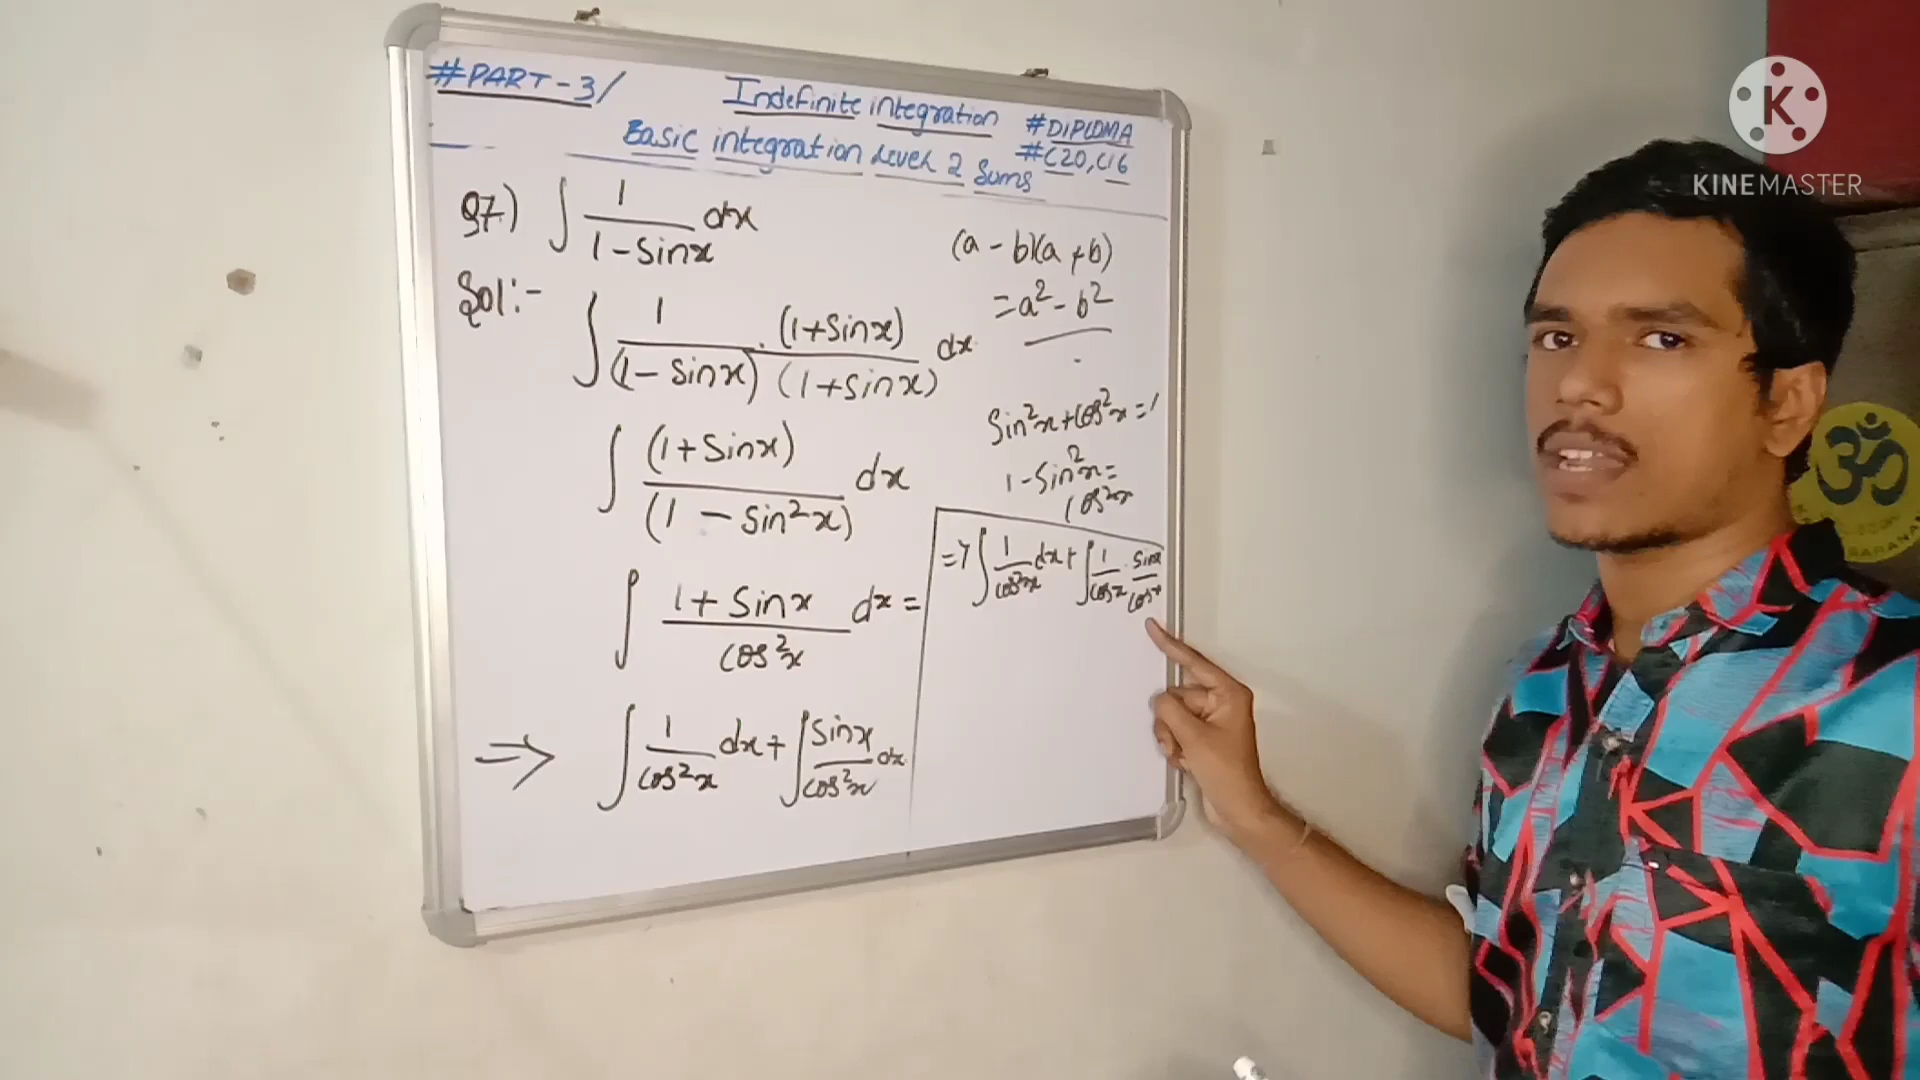 #PART-3/
Indefinite integration #DIPLOMA
Basic integration Level 2 Sums #C20, C16
Q7.) ∫ 1/(1-Sinx) dx
Sol:-
∫ 1/(1-Sinx) . (1+Sinx)/(1+Sinx) dx
∫ (1+Sinx)/(1-Sin²x) dx
∫ 1+Sinx/Cos²x dx =
⇒ ∫ 1/Cos²x dx + ∫ Sinx/Cos²x dx
(a-b)(a+b)
=a²-b²
Sin²x+Cos²x=1
1-Sin²x=
Cos²x
=> ∫ 1/Cos²x dx + ∫ 1/Cosx . Sinx/Cosx
K
KINEMASTER
ॐ